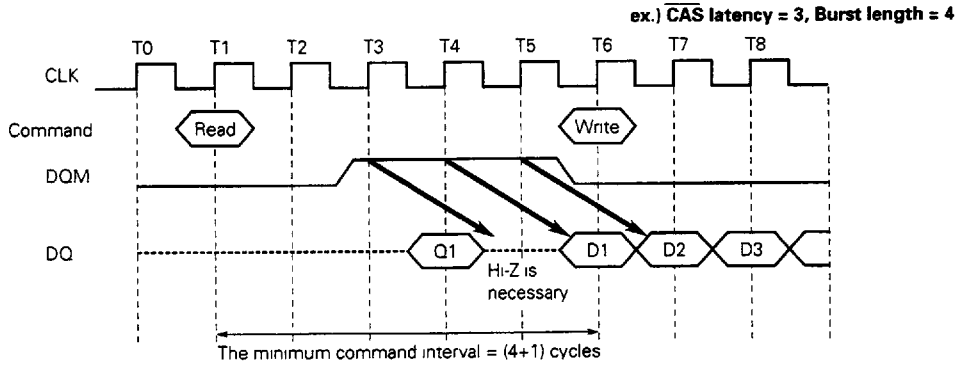 ex.) CAS latency = 3, Burst length = 4
T0 T1 T2 T3 T4 T5 T6 T7 T8
CLK
Command Read Write
DQM
DQ Q1 D1 D2 D3
Hi-Z is
necessary
The minimum command interval = (4+1) cycles